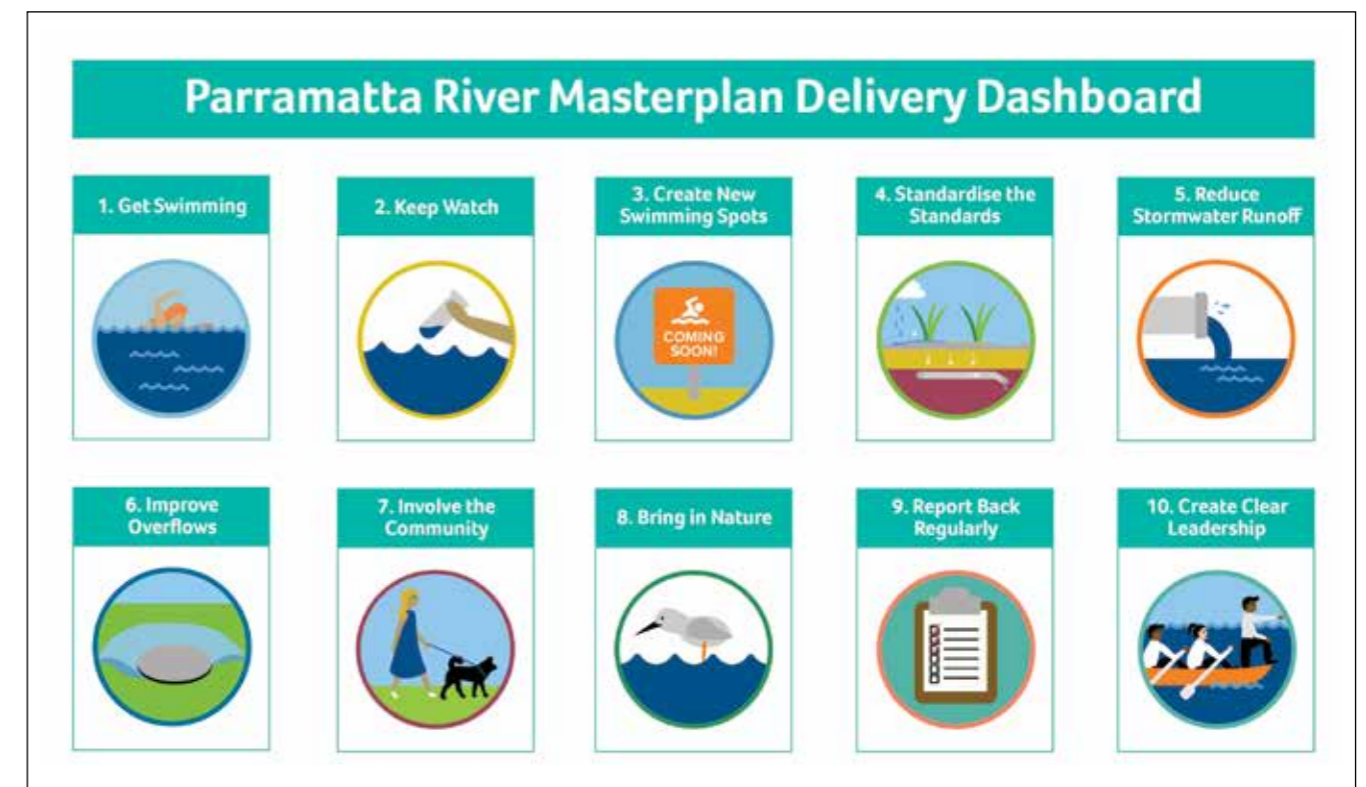 Parramatta River Masterplan Delivery Dashboard
1. Get Swimming
2. Keep Watch
3. Create New
Swimming Spots
4. Standardise the
Standards
5. Reduce
Stormwater Runoff
COMING
SOON!
6. Improve
Overflows
7. Involve the
Community
8. Bring in Nature
9. Report Back
Regularly
10. Create Clear
Leadership